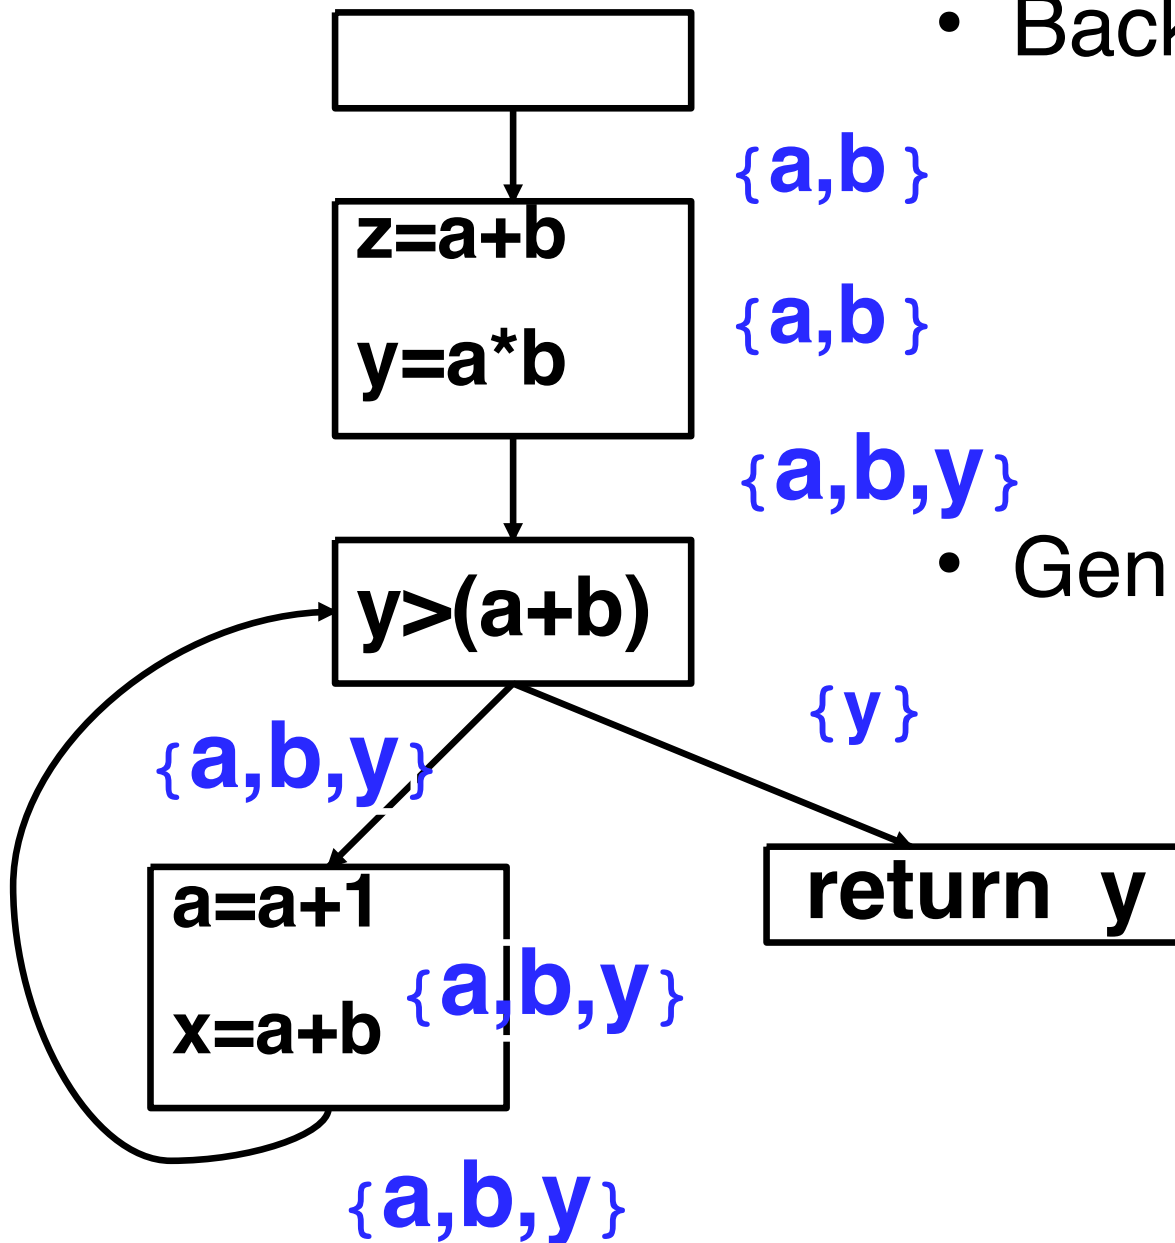 • Back
{a,b }
z=a+b
{a,b }
y=a*b
{a,b,y}
• Gen
y>(a+b)
{y}
{a,b,y}
return y
a=a+1
{a,b,y}
x=a+b
{a,b,y}